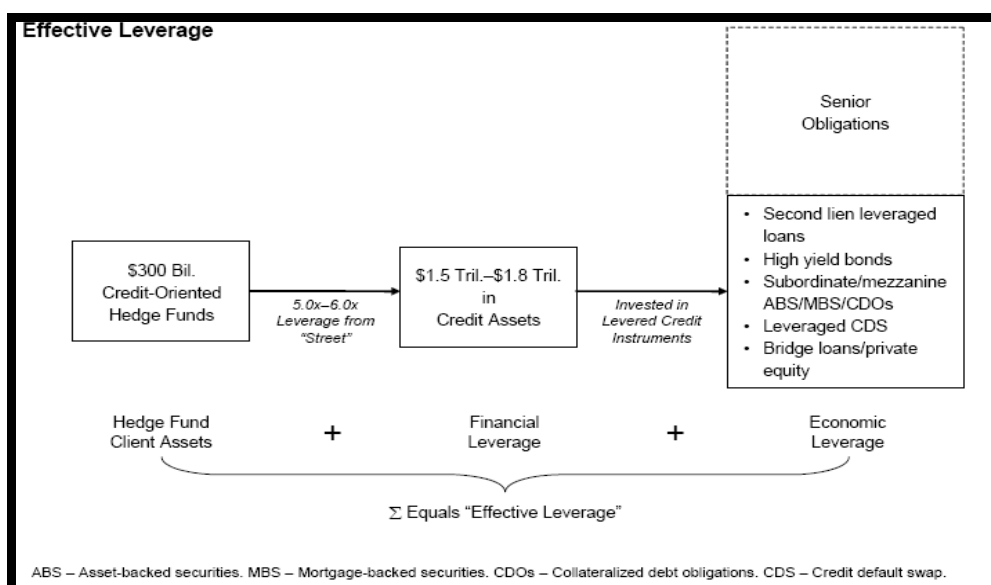 Effective Leverage
Senior
Obligations
$300 Bil.
Credit-Oriented
Hedge Funds
5.0x–6.0x
Leverage from
“Street”
$1.5 Tril.–$1.8 Tril.
in
Credit Assets
Invested in
Levered Credit
Instruments
• Second lien leveraged
loans
• High yield bonds
• Subordinate/mezzanine
ABS/MBS/CDOs
• Leveraged CDS
• Bridge loans/private
equity
Hedge Fund
Client Assets
+
Financial
Leverage
+
Economic
Leverage
Σ Equals “Effective Leverage”
ABS – Asset-backed securities. MBS – Mortgage-backed securities. CDOs – Collateralized debt obligations. CDS – Credit default swap.